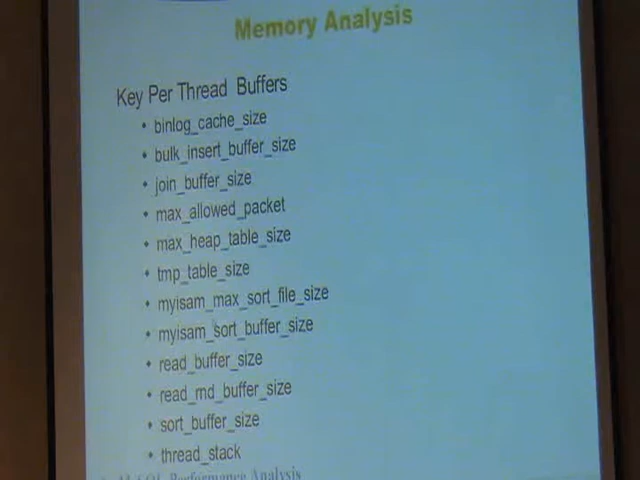 Memory Analysis
Key Per Thread Buffers
• binlog_cache_size
• bulk_insert_buffer_size
• join_buffer_size
• max_allowed_packet
• max_heap_table_size
• tmp_table_size
• myisam_max_sort_file_size
• myisam_sort_buffer_size
• read_buffer_size
• read_rnd_buffer_size
• sort_buffer_size
• thread_stack
MySQL Performance Analysis